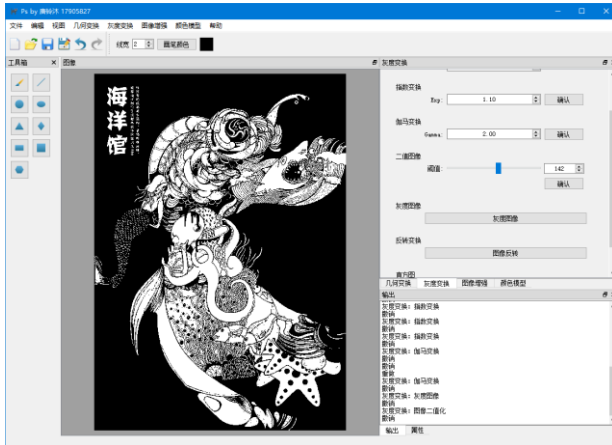 Ps by 唐铃沐 17905827
文件 编辑 视图 几何变换 灰度变换 图像增强 颜色模型 帮助
线宽 2 画笔颜色
工具箱
图像
灰度变换
海洋馆
指数变换
Exp: 1.10 确认
伽马变换
Gamma: 2.00 确认
二值图像
阈值: 142
确认
灰度图像
灰度图像
反转变换
图像反转
直方图
几何变换 灰度变换 图像增强 颜色模型
输出
灰度变换: 指数变换
撤销
灰度变换: 指数变换
撤销
灰度变换: 指数变换
撤销
灰度变换: 伽马变换
撤销
撤销
重做
灰度变换: 伽马变换
撤销
灰度变换: 灰度图像
撤销
灰度变换: 图像二值化
撤销
输出 属性